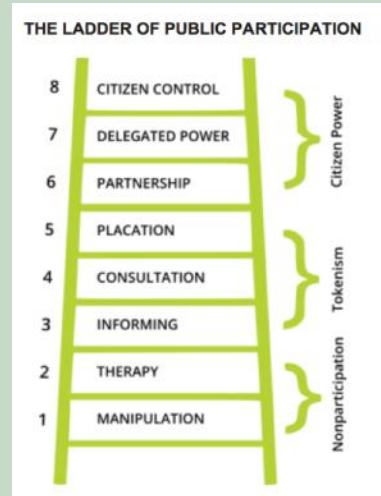 THE LADDER OF PUBLIC PARTICIPATION
8 CITIZEN CONTROL
7 DELEGATED POWER
6 PARTNERSHIP
5 PLACATION
4 CONSULTATION
3 INFORMING
2 THERAPY
1 MANIPULATION
Citizen Power
Tokenism
Nonparticipation